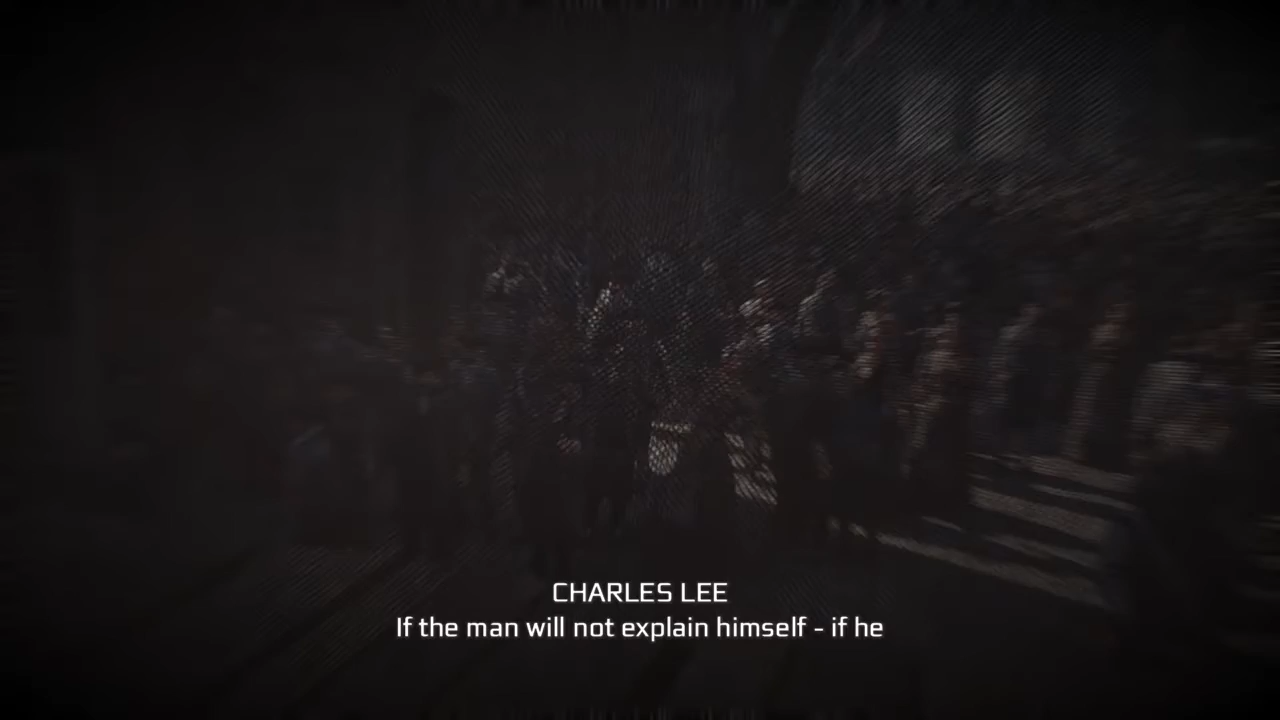 CHARLES LEE
If the man will not explain himself - if he